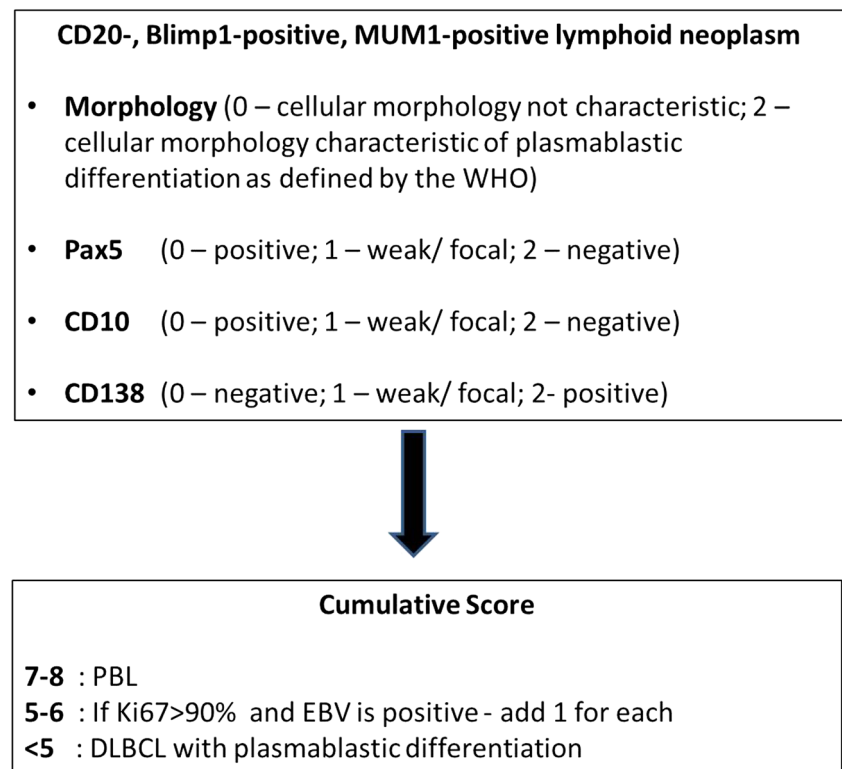 CD20-, Blimp1-positive, MUM1-positive lymphoid neoplasm
• Morphology (0 – cellular morphology not characteristic; 2 –
cellular morphology characteristic of plasmablastic
differentiation as defined by the WHO)
• Pax5 (0 – positive; 1 – weak/ focal; 2 – negative)
• CD10 (0 – positive; 1 – weak/ focal; 2 – negative)
• CD138 (0 – negative; 1 – weak/ focal; 2- positive)
Cumulative Score
7-8 : PBL
5-6 : If Ki67>90% and EBV is positive - add 1 for each
<5 : DLBCL with plasmablastic differentiation